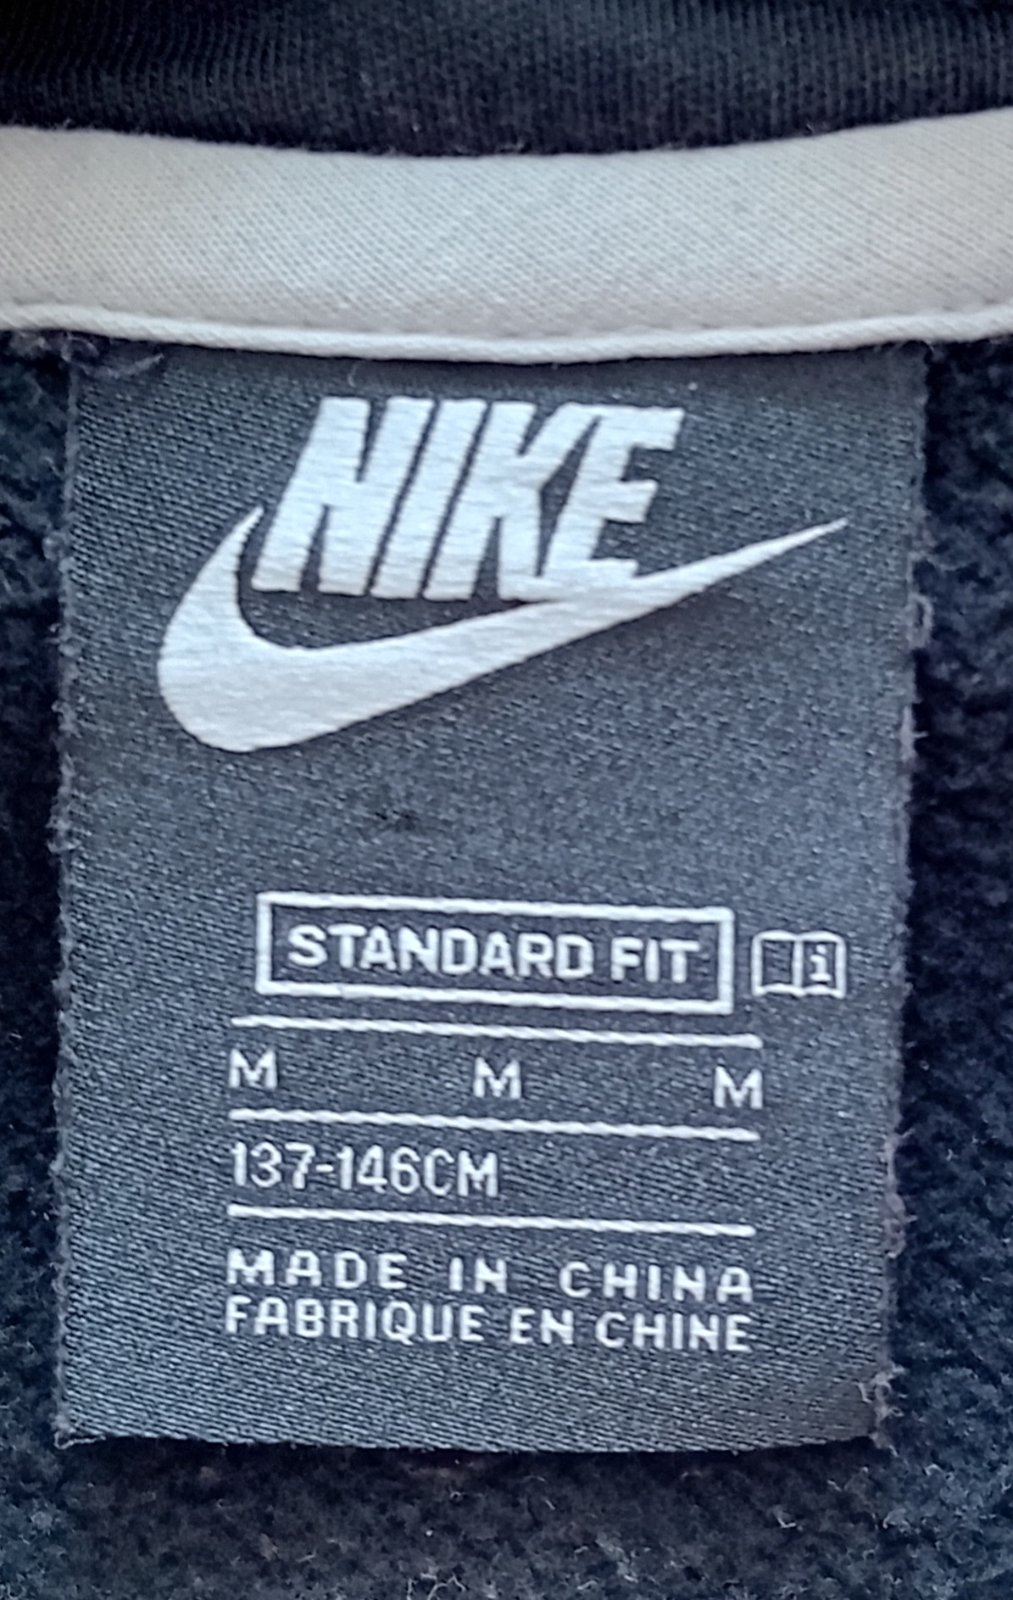 NIKE
STANDARD FIT i
M M M
137-146CM
MADE IN CHINA
FABRIQUE EN CHINE